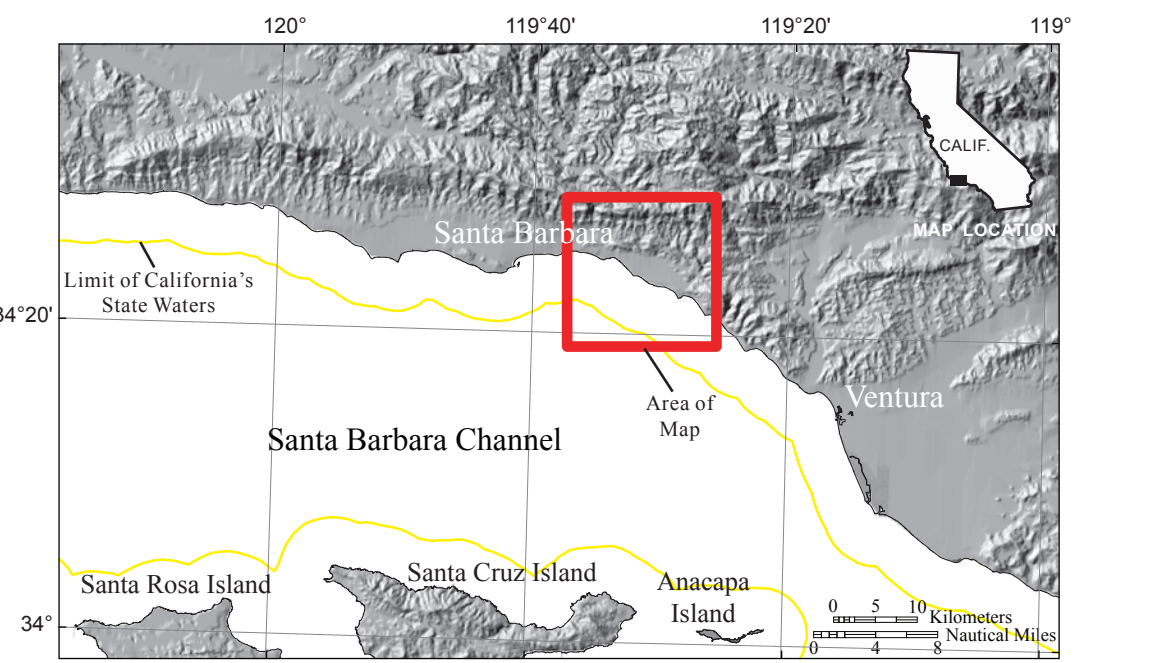 120°
119°40'
119°20'
119°
CALIF.
MAP LOCATION
Santa Barbara
Limit of California’s
State Waters
34°20'
Area of
Map
Ventura
Santa Barbara Channel
Santa Rosa Island
Santa Cruz Island
Anacapa
Island
34°
0 5 10 Kilometers
Nautical Miles
0 4 8